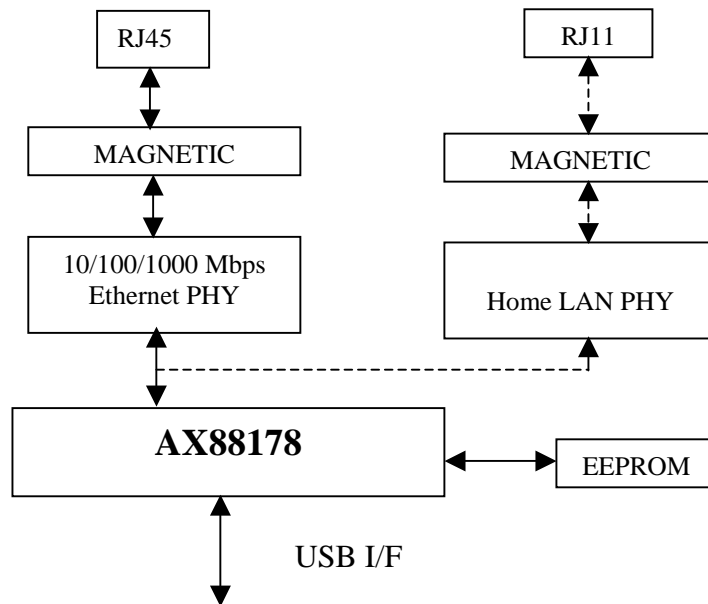 RJ45
RJ11
MAGNETIC
MAGNETIC
10/100/1000 Mbps
Ethernet PHY
Home LAN PHY
AX88178
EEPROM
USB I/F